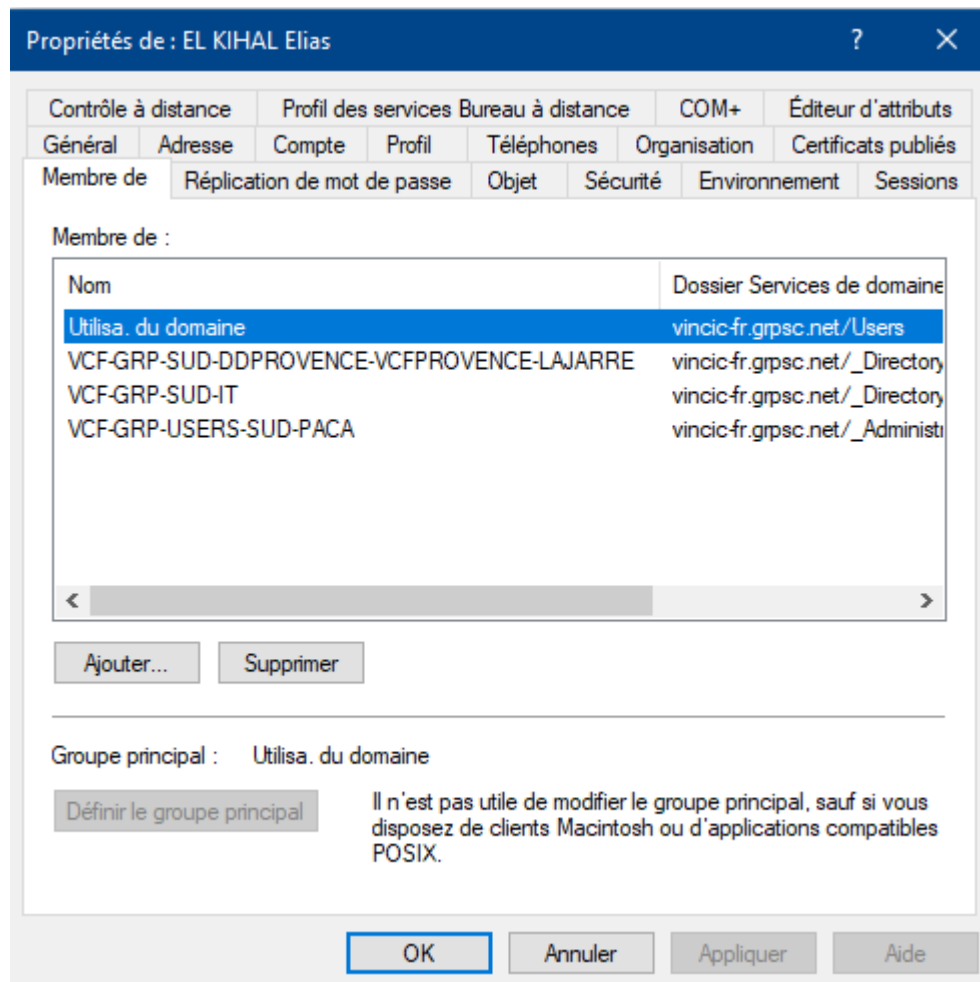 Propriétés de : EL KIHAL Elias ? ✕
Contrôle à distance Profil des services Bureau à distance COM+ Éditeur d'attributs
Général Adresse Compte Profil Téléphones Organisation Certificats publiés
Membre de Réplication de mot de passe Objet Sécurité Environnement Sessions
Membre de :
Nom Dossier Services de domaine
Utilisa. du domaine vincic-fr.grpsc.net/Users
VCF-GRP-SUD-DDPROVENCE-VCFPROVENCE-LAJARRE vincic-fr.grpsc.net/_Directory
VCF-GRP-SUD-IT vincic-fr.grpsc.net/_Directory
VCF-GRP-USERS-SUD-PACA vincic-fr.grpsc.net/_Administ
Ajouter... Supprimer
Groupe principal : Utilisa. du domaine
Définir le groupe principal
Il n'est pas utile de modifier le groupe principal, sauf si vous
disposez de clients Macintosh ou d'applications compatibles
POSIX.
OK Annuler Appliquer Aide